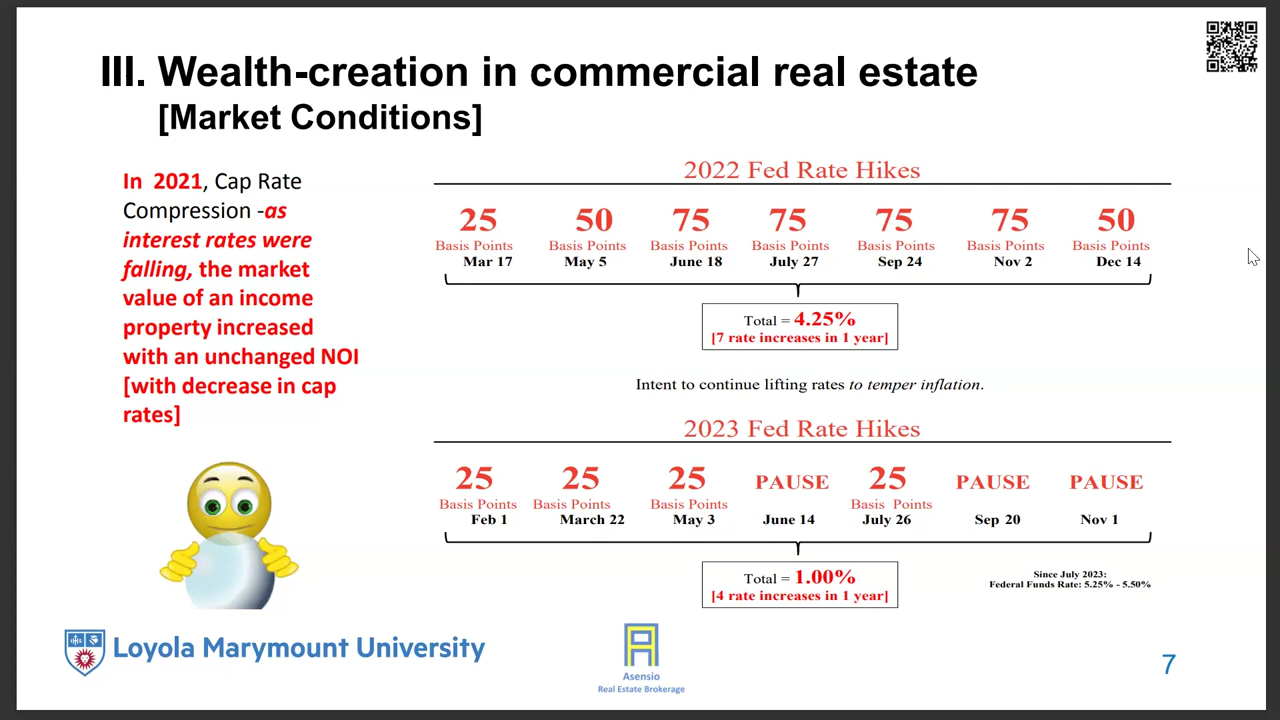 III. Wealth-creation in commercial real estate
[Market Conditions]
In 2021, Cap Rate
Compression -as
interest rates were
falling, the market
value of an income
property increased
with an unchanged NOI
[with decrease in cap
rates]
2022 Fed Rate Hikes
25 50 75 75 75 75 50
Basis Points Basis Points Basis Points Basis Points Basis Points Basis Points Basis Points
Mar 17 May 5 June 18 July 27 Sep 24 Nov 2 Dec 14
Total = 4.25%
[7 rate increases in 1 year]
Intent to continue lifting rates to temper inflation.
2023 Fed Rate Hikes
25 25 25 PAUSE 25 PAUSE PAUSE
Basis Points Basis Points Basis Points Basis Points
Feb 1 March 22 May 3 June 14 July 26 Sep 20 Nov 1
Total = 1.00%
[4 rate increases in 1 year]
Since July 2023:
Federal Funds Rate: 5.25% - 5.50%
IHS
Loyola Marymount University
Asensio
Real Estate Brokerage
7